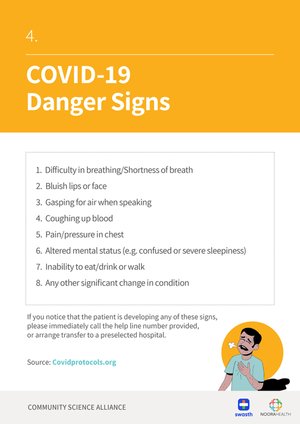 4.
COVID-19
Danger Signs
1. Difficulty in breathing/Shortness of breath
2. Bluish lips or face
3. Gasping for air when speaking
4. Coughing up blood
5. Pain/pressure in chest
6. Altered mental status (e.g. confused or severe sleepiness)
7. Inability to eat/drink or walk
8. Any other significant change in condition
If you notice that the patient is developing any of these signs,
please immediately call the help line number provided,
or arrange transfer to a preselected hospital.
Source: Covidprotocols.org
COMMUNITY SCIENCE ALLIANCE
swasth
NOORAHEALTH